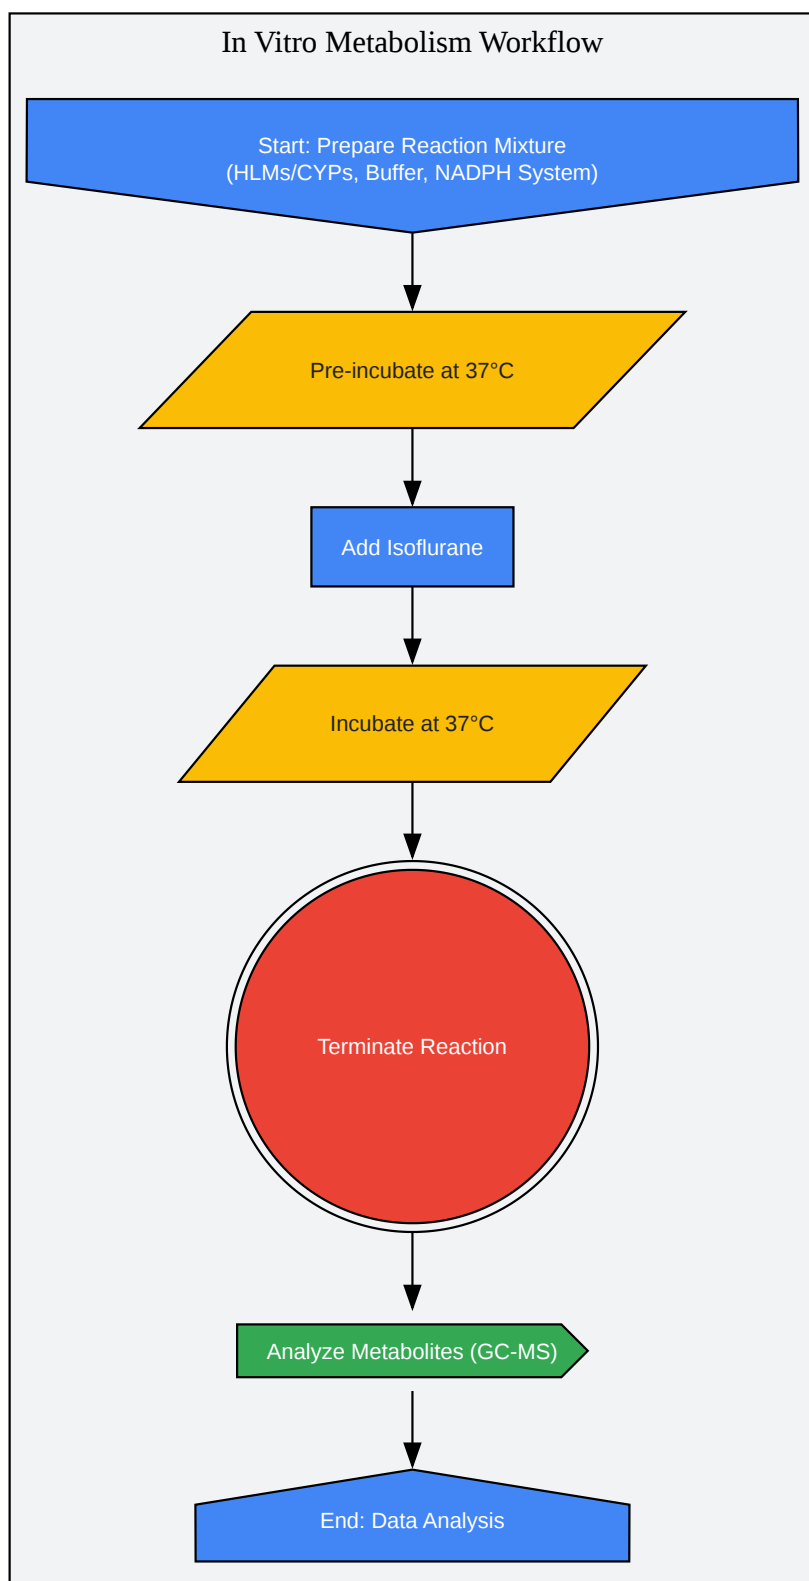 In Vitro Metabolism Workflow
Start: Prepare Reaction Mixture
(HLMs/CYPs, Buffer, NADPH System)
Pre-incubate at 37°C
Add Isoflurane
Incubate at 37°C
Terminate Reaction
Analyze Metabolites (GC-MS)
End: Data Analysis